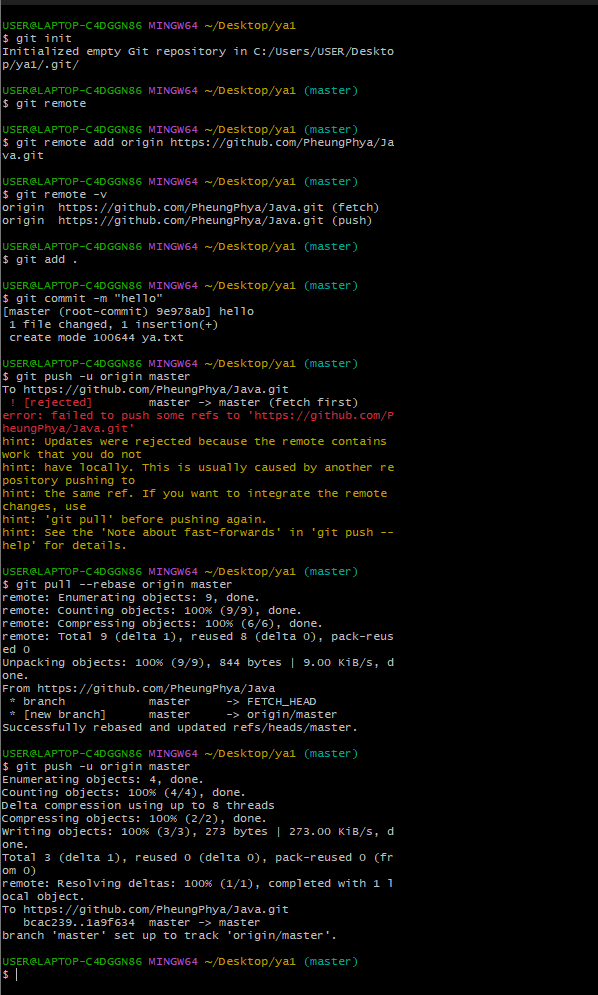 USER@LAPTOP-C4DGGN86 MINGW64 ~/Desktop/ya1
$ git init
Initialized empty Git repository in C:/Users/USER/Deskto
p/ya1/.git/
USER@LAPTOP-C4DGGN86 MINGW64 ~/Desktop/ya1 (master)
$ git remote
USER@LAPTOP-C4DGGN86 MINGW64 ~/Desktop/ya1 (master)
$ git remote add origin https://github.com/PheungPhya/Ja
va.git
USER@LAPTOP-C4DGGN86 MINGW64 ~/Desktop/ya1 (master)
$ git remote -v
origin  https://github.com/PheungPhya/Java.git (fetch)
origin  https://github.com/PheungPhya/Java.git (push)
USER@LAPTOP-C4DGGN86 MINGW64 ~/Desktop/ya1 (master)
$ git add .
USER@LAPTOP-C4DGGN86 MINGW64 ~/Desktop/ya1 (master)
$ git commit -m "hello"
[master (root-commit) 9e978ab] hello
 1 file changed, 1 insertion(+)
 create mode 100644 ya.txt
USER@LAPTOP-C4DGGN86 MINGW64 ~/Desktop/ya1 (master)
$ git push -u origin master
To https://github.com/PheungPhya/Java.git
 ! [rejected]        master -> master (fetch first)
error: failed to push some refs to 'https://github.com/P
heungPhya/Java.git'
hint: Updates were rejected because the remote contains
work that you do not
hint: have locally. This is usually caused by another re
pository pushing to
hint: the same ref. If you want to integrate the remote
changes, use
hint: 'git pull' before pushing again.
hint: See the 'Note about fast-forwards' in 'git push --
help' for details.
USER@LAPTOP-C4DGGN86 MINGW64 ~/Desktop/ya1 (master)
$ git pull --rebase origin master
remote: Enumerating objects: 9, done.
remote: Counting objects: 100% (9/9), done.
remote: Compressing objects: 100% (6/6), done.
remote: Total 9 (delta 1), reused 8 (delta 0), pack-reus
ed 0
Unpacking objects: 100% (9/9), 844 bytes | 9.00 KiB/s, d
one.
From https://github.com/PheungPhya/Java
 * branch            master     -> FETCH_HEAD
 * [new branch]      master     -> origin/master
Successfully rebased and updated refs/heads/master.
USER@LAPTOP-C4DGGN86 MINGW64 ~/Desktop/ya1 (master)
$ git push -u origin master
Enumerating objects: 4, done.
Counting objects: 100% (4/4), done.
Delta compression using up to 8 threads
Compressing objects: 100% (2/2), done.
Writing objects: 100% (3/3), 273 bytes | 273.00 KiB/s, d
one.
Total 3 (delta 1), reused 0 (delta 0), pack-reused 0 (fr
om 0)
remote: Resolving deltas: 100% (1/1), completed with 1 l
ocal object.
To https://github.com/PheungPhya/Java.git
   bcac239..1a9f634  master -> master
branch 'master' set up to track 'origin/master'.
USER@LAPTOP-C4DGGN86 MINGW64 ~/Desktop/ya1 (master)
$